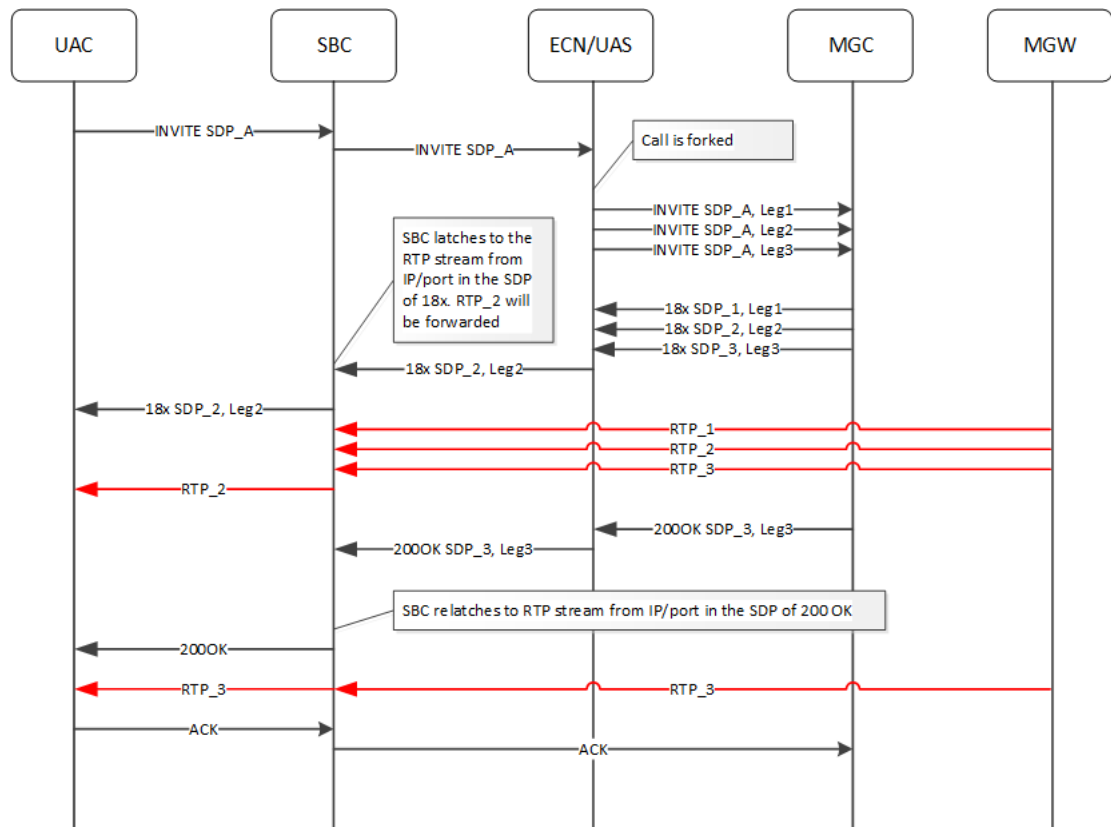 UAC
SBC
ECN/UAS
MGC
MGW
INVITE SDP_A
INVITE SDP_A
Call is forked
INVITE SDP_A, Leg1
INVITE SDP_A, Leg2
INVITE SDP_A, Leg3
SBC latches to the
RTP stream from
IP/port in the SDP
of 18x. RTP_2 will
be forwarded
18x SDP_1, Leg1
18x SDP_2, Leg2
18x SDP_3, Leg3
18x SDP_2, Leg2
18x SDP_2, Leg2
RTP_1
RTP_2
RTP_3
RTP_2
200OK SDP_3, Leg3
200OK SDP_3, Leg3
SBC relatches to RTP stream from IP/port in the SDP of 200 OK
200OK
RTP_3
RTP_3
ACK
ACK